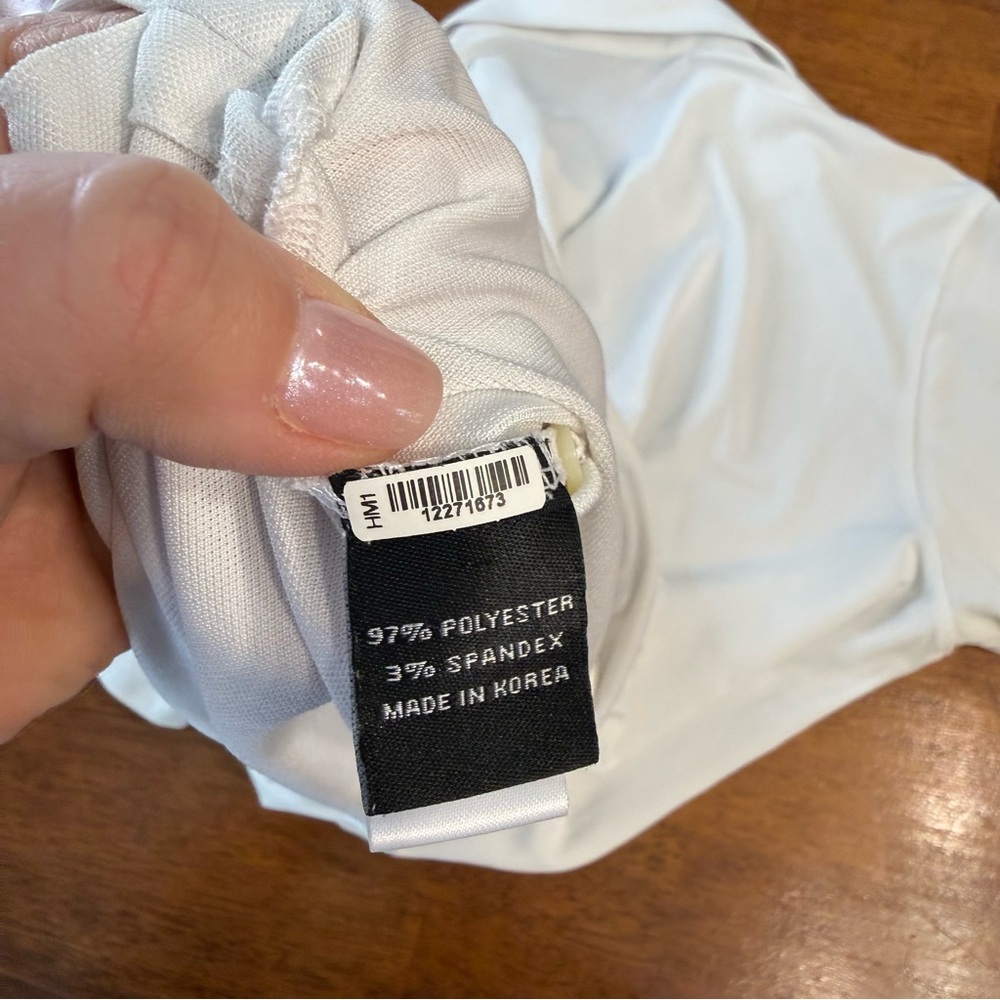 HM1
12271673
97% POLYESTER
3% SPANDEX
MADE IN KOREA